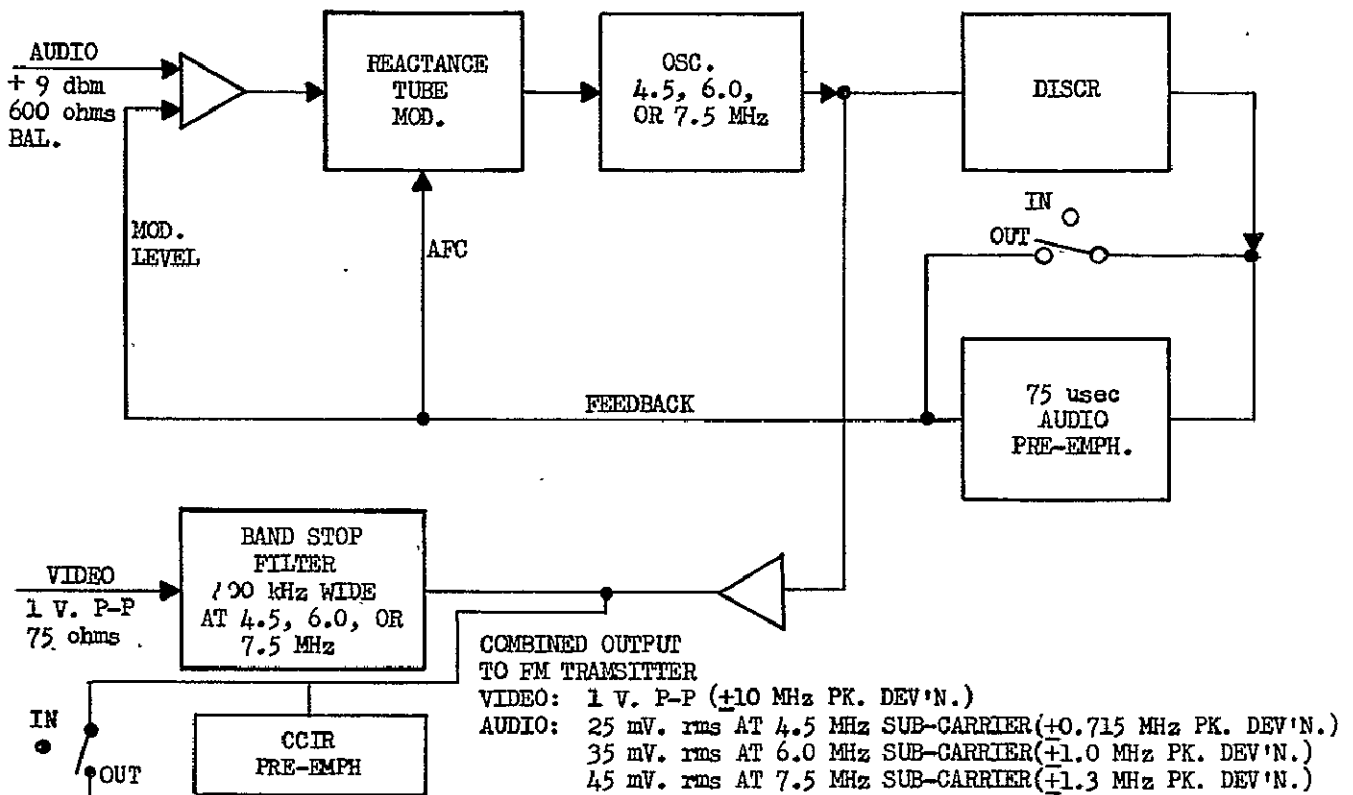 AUDIO
+ 9 dbm
600 ohms
BAL.
REACTANCE
TUBE
MOD.
OSC.
4.5, 6.0,
OR 7.5 MHz
DISCR
IN
OUT
MOD.
LEVEL
AFC
FEEDBACK
75 usec
AUDIO
PRE-EMPH.
VIDEO
1 V. P-P
75 ohms
BAND STOP
FILTER
kHz WIDE
AT 4.5, 6.0, OR
7.5 MHz
COMBINED OUTPUT
TO FM TRAMSITTER
VIDEO: 1 V. P-P (±10 MHz PK. DEV'N.)
AUDIO: 25 mV. rms AT 4.5 MHz SUB-CARRIER(±0.715 MHz PK. DEV'N.)
35 mV. rms AT 6.0 MHz SUB-CARRIER(±1.0 MHz PK. DEV'N.)
45 mV. rms AT 7.5 MHz SUB-CARRIER(±1.3 MHz PK. DEV'N.)
IN
OUT
CCIR
PRE-EMPH